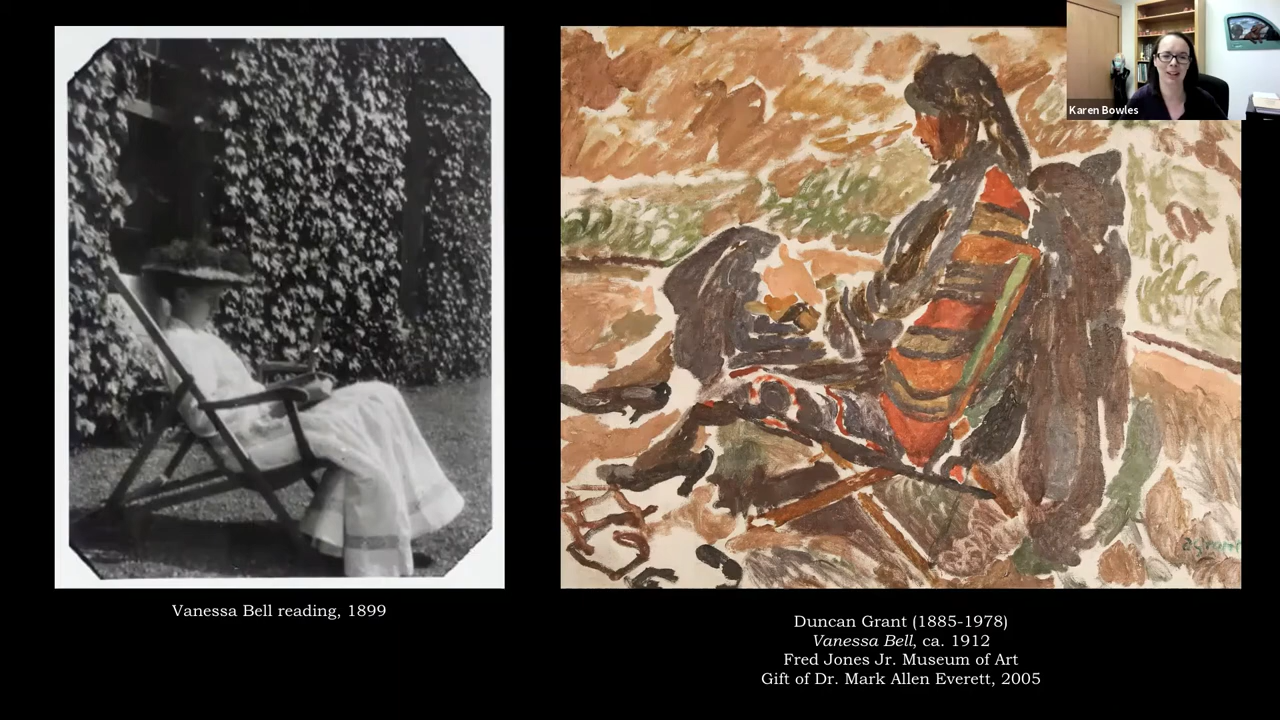 Karen Bowles
Vanessa Bell reading, 1899
Duncan Grant (1885-1978)
Vanessa Bell, ca. 1912
Fred Jones Jr. Museum of Art
Gift of Dr. Mark Allen Everett, 2005